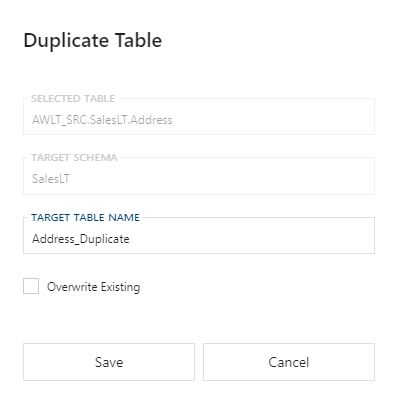 Duplicate Table
SELECTED TABLE
AWLT_SRC.SalesLT.Address
TARGET SCHEMA
SalesLT
TARGET TABLE NAME
Address_Duplicate
Overwrite Existing
Save
Cancel